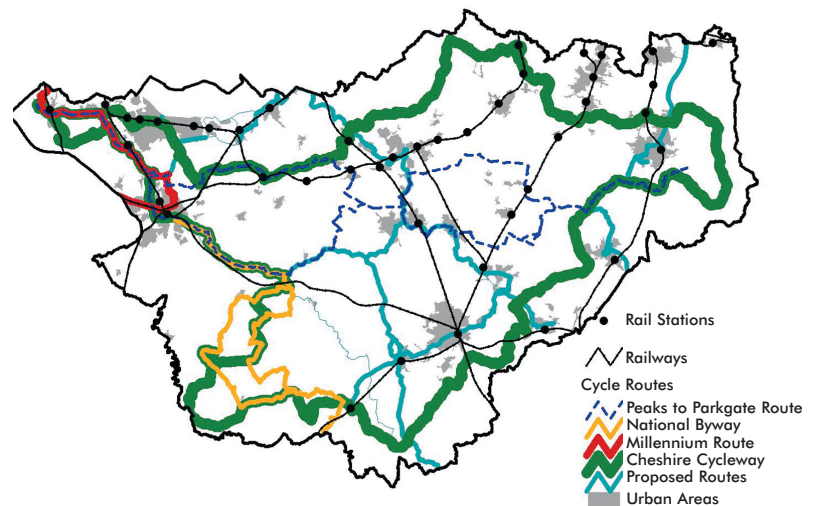 Rail Stations
Railways
Cycle Routes
Peaks to Parkgate Route
National Byway
Millennium Route
Cheshire Cycleway
Proposed Routes
Urban Areas